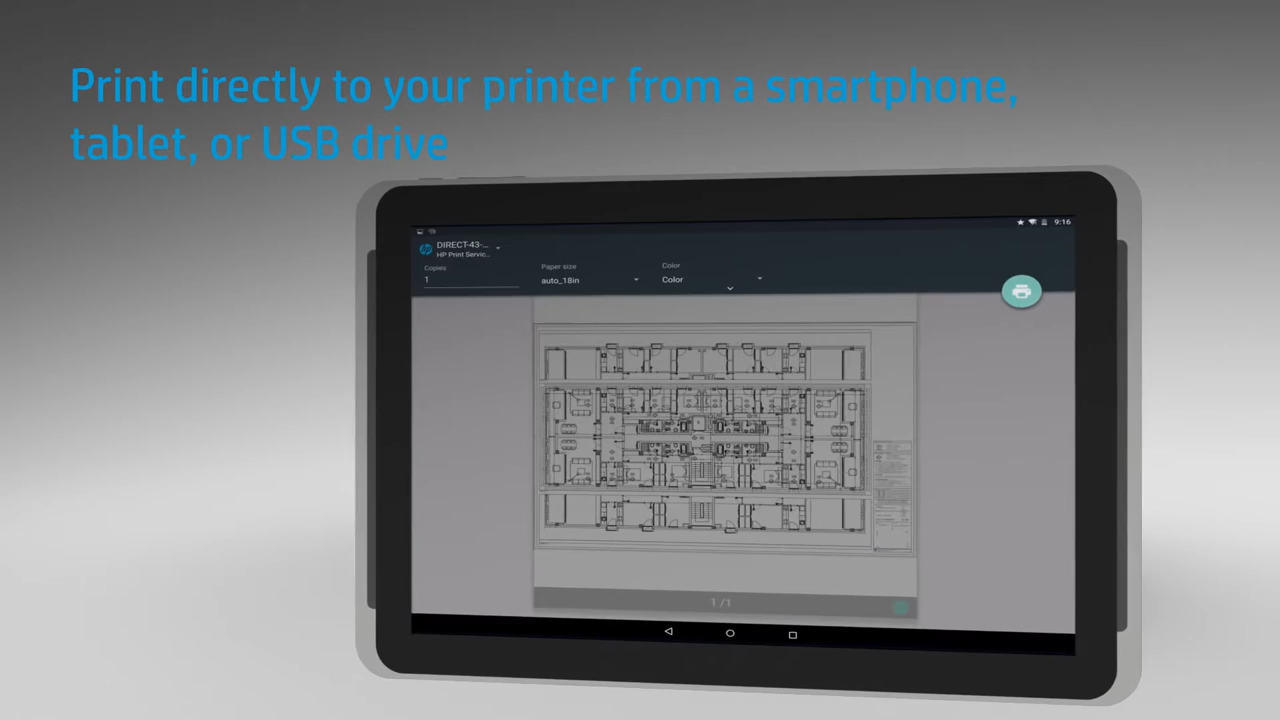 Print directly to your printer from a smartphone,
tablet, or USB drive
9:16
hp
DIRECT-43-...
HP Print Servic...
Copies
1
Paper size
auto_18in
Color
Color
1/1